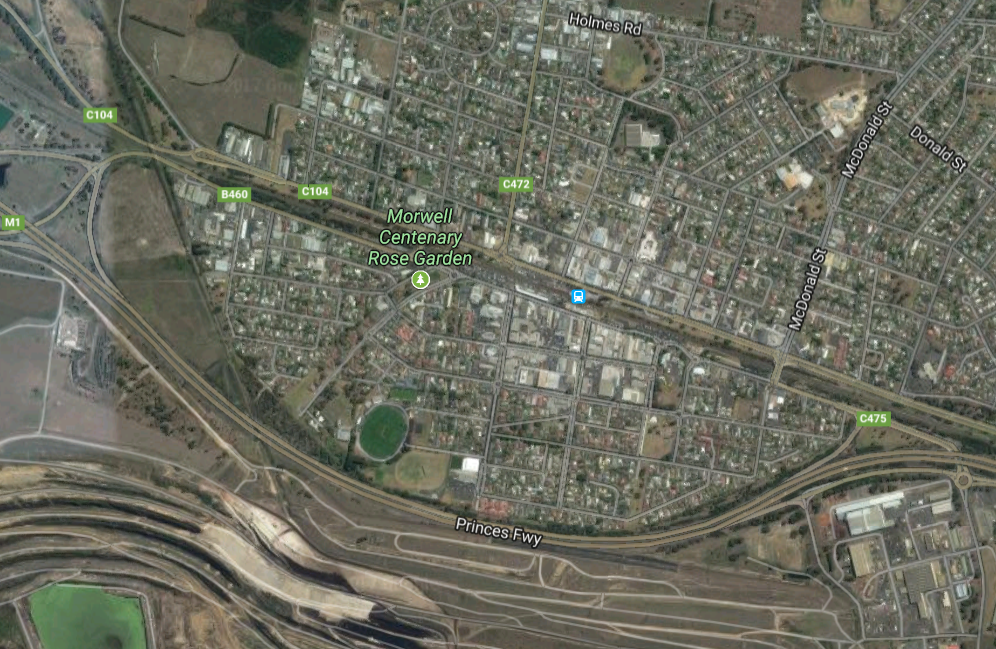 Holmes Rd
C104
McDonald St
Donald St
C472
C104
B460
M1
Morwell
Centenary
Rose Garden
McDonald St
C475
Princes Fwy